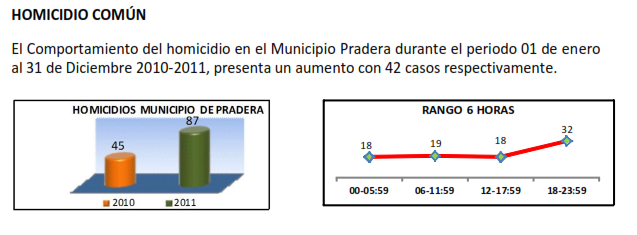 HOMICIDIO COMÚN
El Comportamiento del homicidio en el Municipio Pradera durante el periodo 01 de enero
al 31 de Diciembre 2010-2011, presenta un aumento con 42 casos respectivamente.
HOMICIDIOS MUNICIPIO DE PRADERA
87
45
2010 2011
RANGO 6 HORAS
18 19 18 32
00-05:59 06-11:59 12-17:59 18-23:59